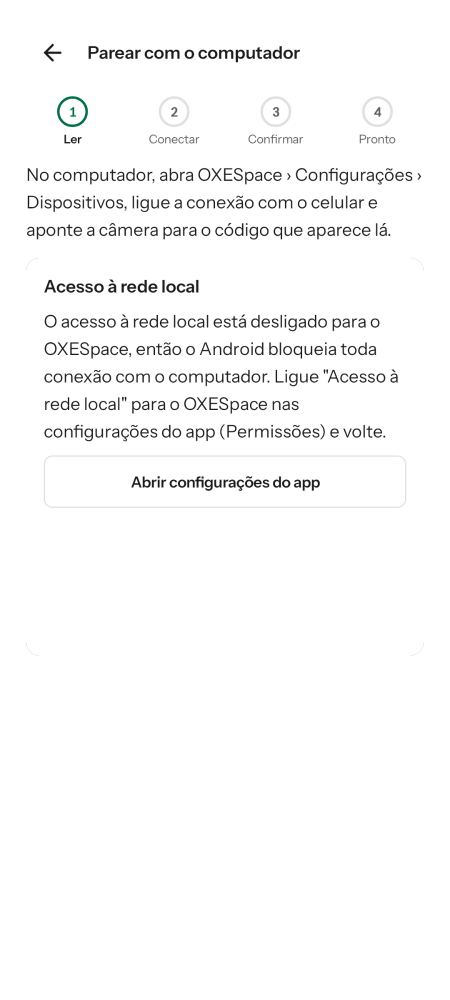 Parear com o computador
1 2 3 4
Ler Conectar Confirmar Pronto
No computador, abra OXESpace › Configurações ›
Dispositivos, ligue a conexão com o celular e
aponte a câmera para o código que aparece lá.
Acesso à rede local
O acesso à rede local está desligado para o
OXESpace, então o Android bloqueia toda
conexão com o computador. Ligue "Acesso à
rede local" para o OXESpace nas
configurações do app (Permissões) e volte.
Abrir configurações do app